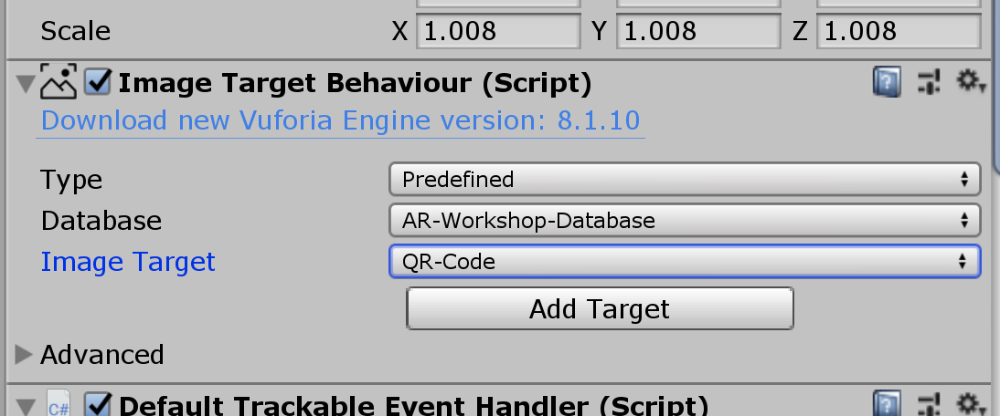 Scale X 1.008 Y 1.008 Z 1.008
Image Target Behaviour (Script)
Download new Vuforia Engine version: 8.1.10
Type Predefined
Database AR-Workshop-Database
Image Target QR-Code
Add Target
Advanced
C# Default Trackable Event Handler (Script)